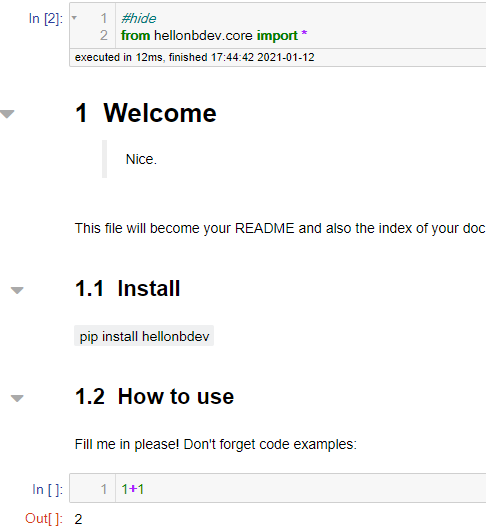 In [2]: 1 #hide
2 from hellonbdev.core import *
executed in 12ms, finished 17:44:42 2021-01-12
1 Welcome
Nice.
This file will become your README and also the index of your doc
1.1 Install
pip install hellonbdev
1.2 How to use
Fill me in please! Don't forget code examples:
In [ ]: 1 1+1
Out[ ]: 2